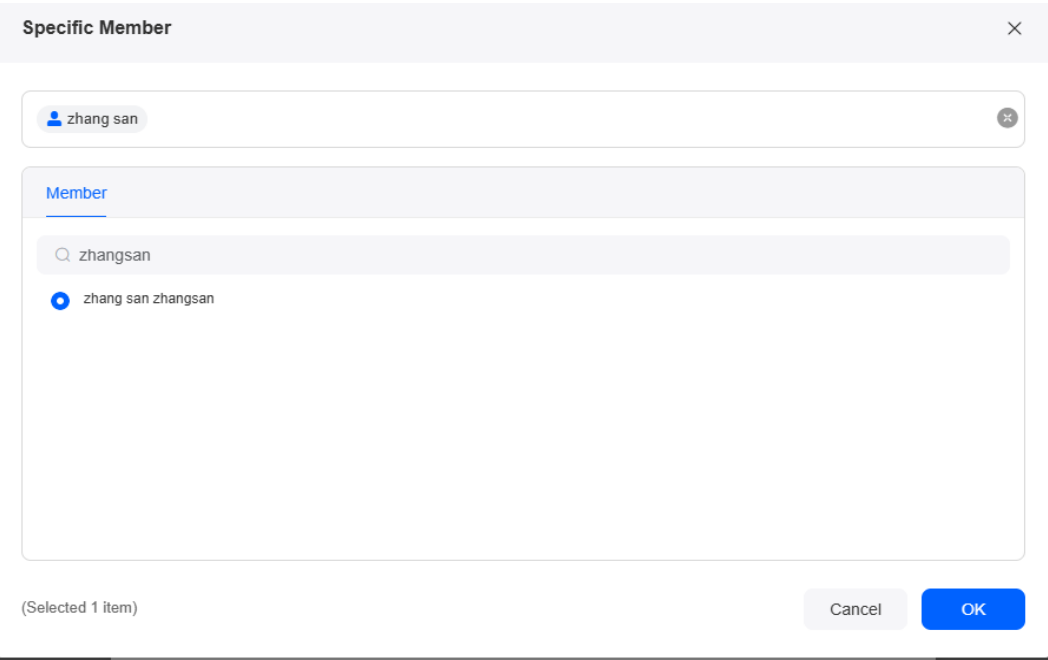 Specific Member
zhang san
Member
zhangsan
zhang san zhangsan
(Selected 1 item)
Cancel
OK